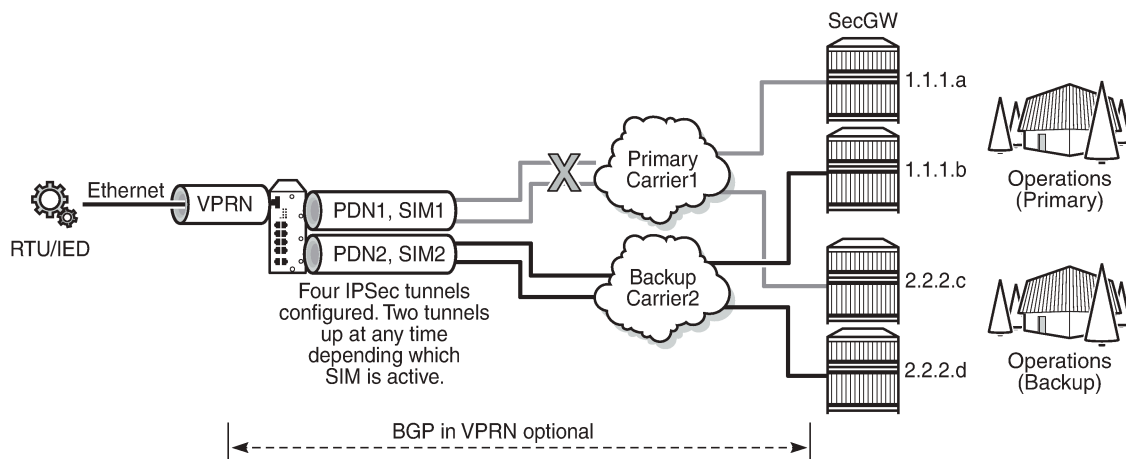 SecGW
1.1.1.a
Primary
Carrier1
X
1.1.1.b
Operations
(Primary)
Ethernet
VPRN
PDN1, SIM1
RTU/IED
PDN2, SIM2
Backup
Carrier2
2.2.2.c
Four IPSec tunnels
configured. Two tunnels
up at any time
depending which
SIM is active.
2.2.2.d
Operations
(Backup)
BGP in VPRN optional